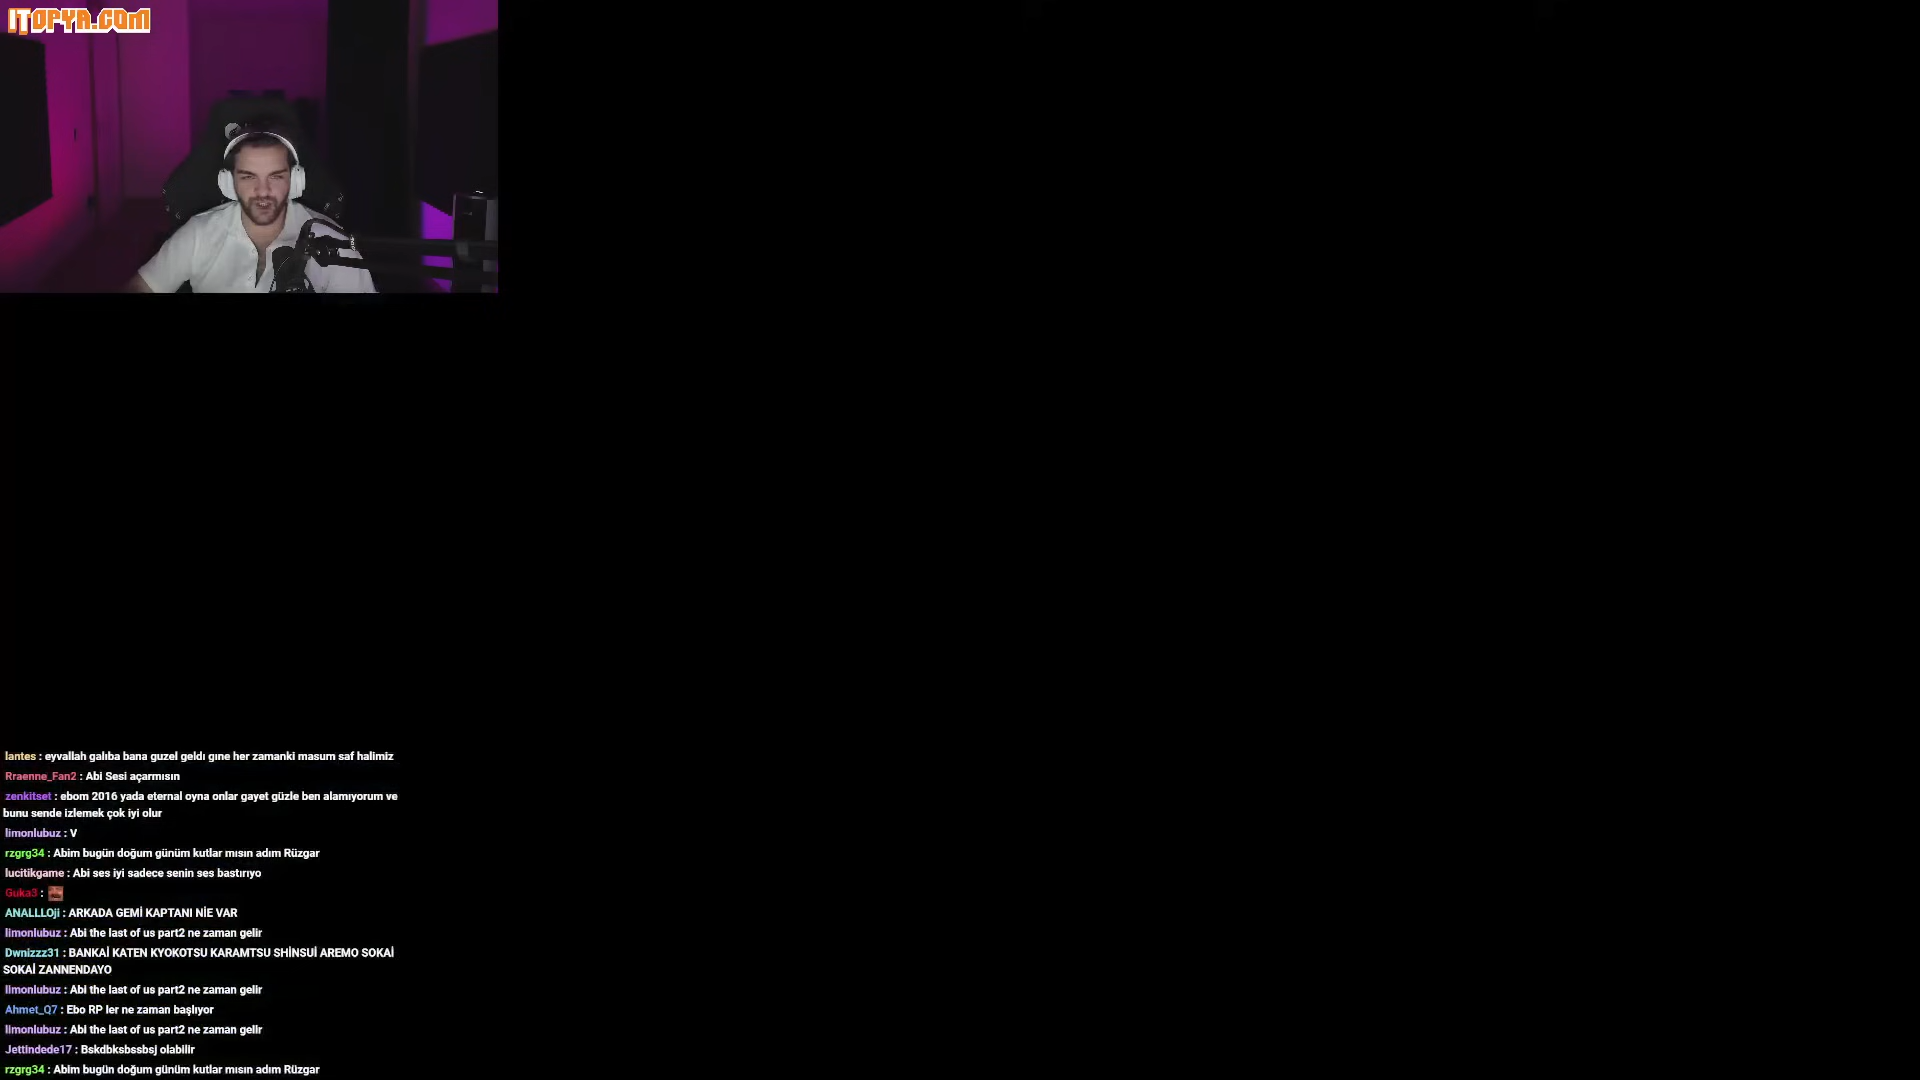 ITOPYA.COM
lantes : eyvallah galıba bana guzel geldı gıne her zamanki masum saf halimiz
Rraenne_Fan2 : Abi Sesi açarmısın
zenkitset : ebom 2016 yada eternal oyna onlar gayet güzle ben alamıyorum ve
bunu sende izlemek çok iyi olur
limonlubuz : V
rzgrg34 : Abim bugün doğum günüm kutlar mısın adım Rüzgar
lucitikgame : Abi ses iyi sadece senin ses bastırıyo
Guka3 :
ANALLLOji : ARKADA GEMİ KAPTANI NİE VAR
limonlubuz : Abi the last of us part2 ne zaman gelir
Dwnizzz31 : BANKAİ KATEN KYOKOTSU KARAMTSU SHİNSUİ AREMO SOKAİ
SOKAİ ZANNENDAYO
limonlubuz : Abi the last of us part2 ne zaman gelir
Ahmet_Q7 : Ebo RP ler ne zaman başlıyor
limonlubuz : Abi the last of us part2 ne zaman gelir
Jettindede17 : Bskdbksbssbsj olabilir
rzgrg34 : Abim bugün doğum günüm kutlar mısın adım Rüzgar